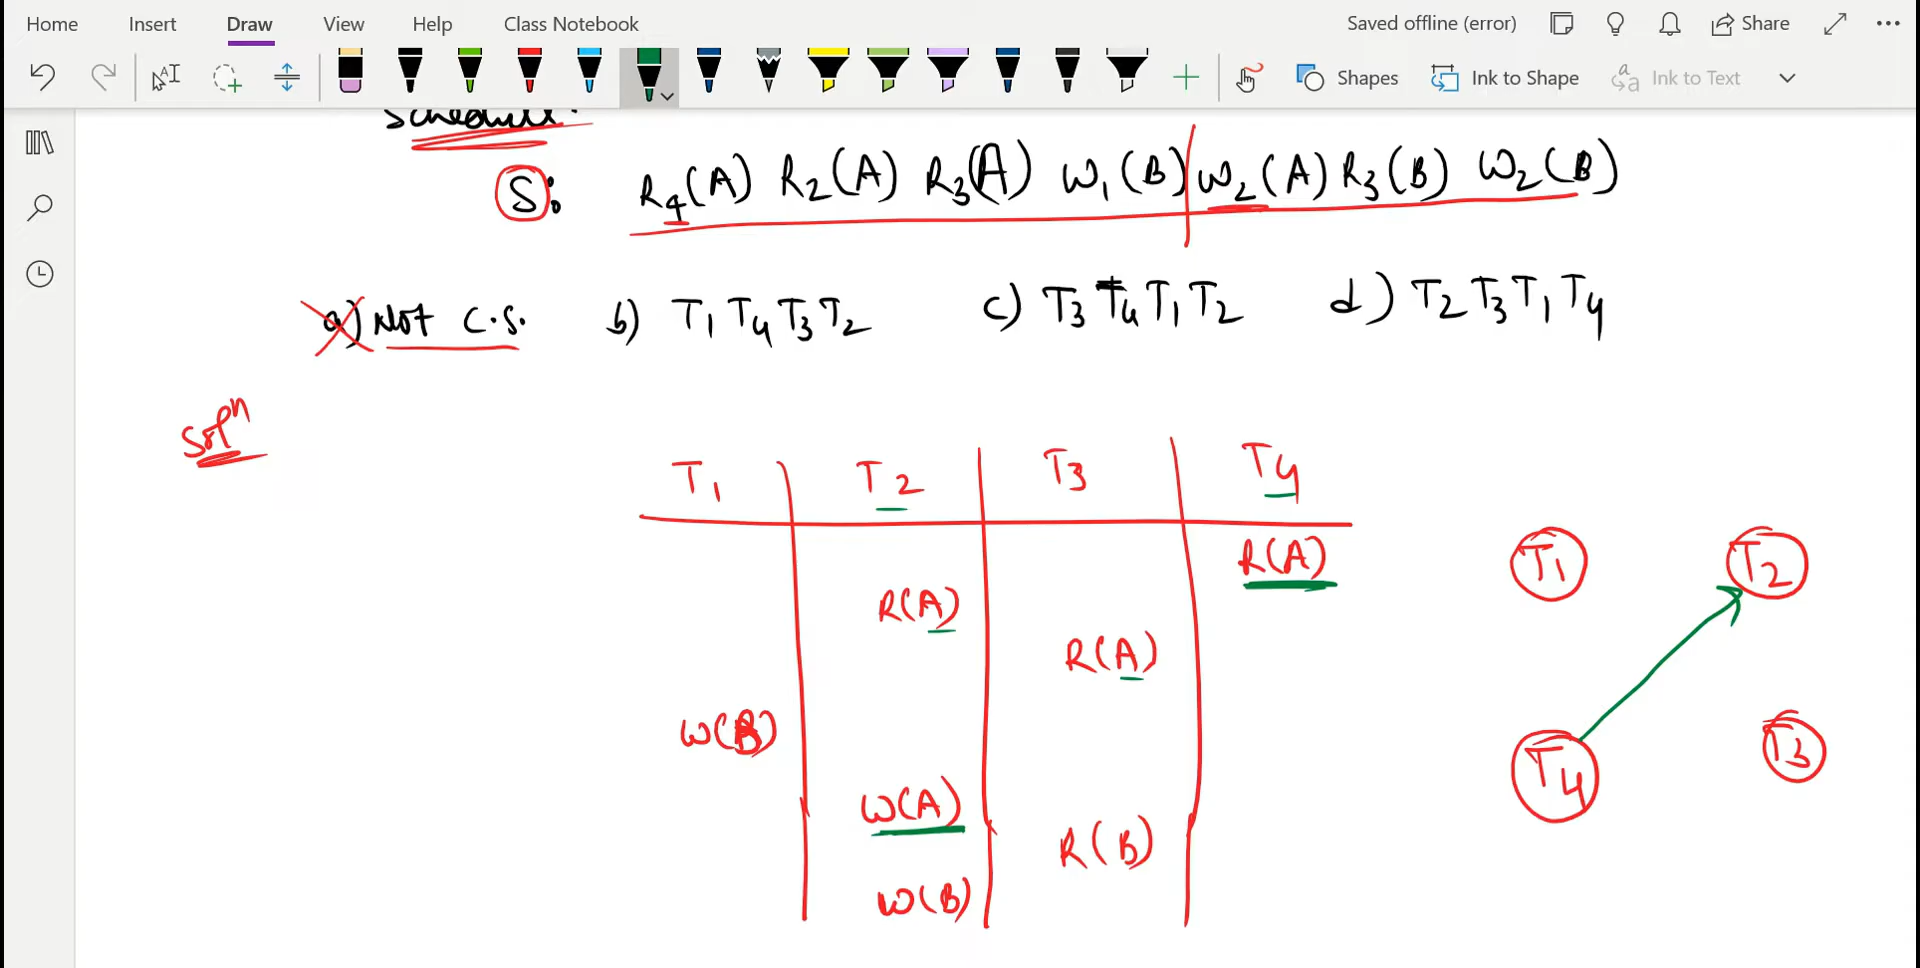 Home Insert Draw View Help Class Notebook Saved offline (error) Share
Shapes Ink to Shape Ink to Text
Schedule:
S: R4(A) R2(A) R3(A) W1(B) W2(A) R3(B) W2(B)
a) Not C.S. b) T1 T4 T3 T2 c) T3 T4 T1 T2 d) T2 T3 T1 T4
Solⁿ
T1 T2 T3 T4
R(A)
T1 T2
R(A)
R(A)
W(B)
T4 T3
W(A)
R(B)
W(B)